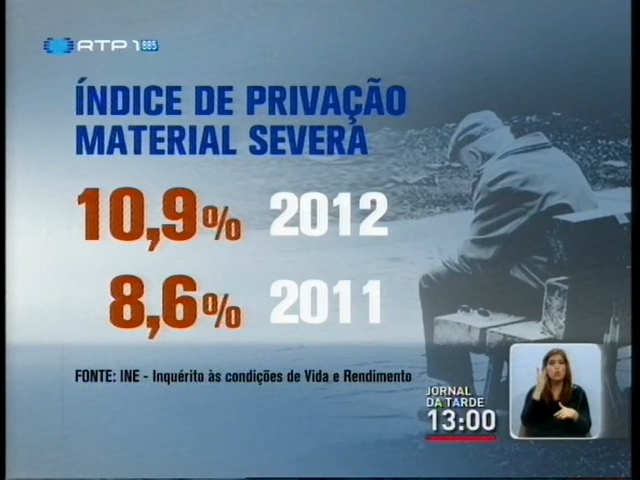 RTP 1 885
ÍNDICE DE PRIVAÇÃO
MATERIAL SEVERA
10,9% 2012
8,6% 2011
FONTE: INE - Inquérito às condições de Vida e Rendimento
JORNAL
DA TARDE
13:00